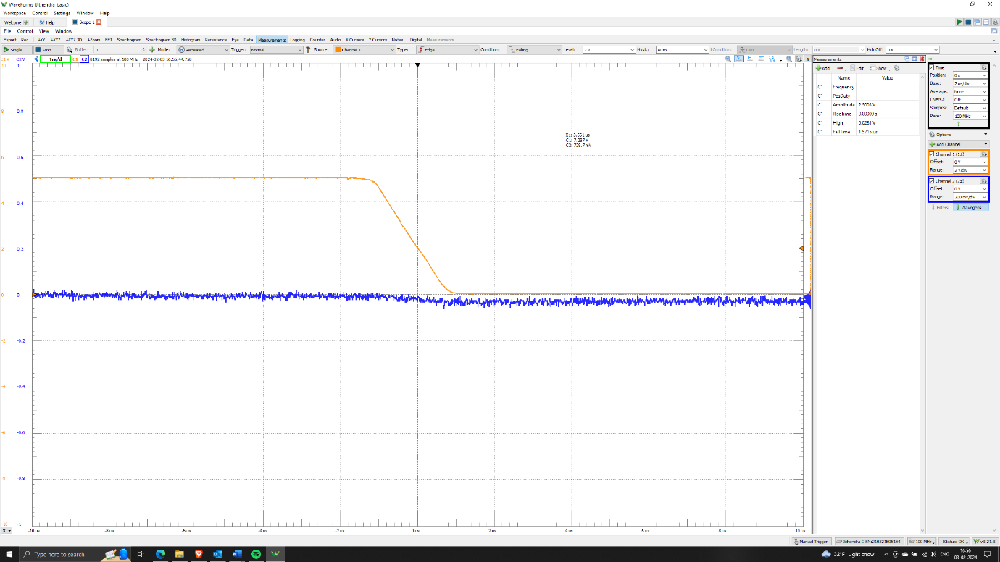 WaveForms (Jithendra_basic)
Workspace Control Settings Window Help
Welcome Help Scope 1
File Control View Window
Export Rec. +XY +XYZ +XYZ 3D +Zoom FFT Spectrogram Spectrogram 3D Histogram Persistence Eye Data Measurements Logging Counter Audio X Cursors Y Cursors Notes Digital Measurements
Single Stop Buffer: 10 Mode: Repeated Trigger: Normal Source: Channel 1 Type: Edge Condition: Falling Level: 2 V Hyst.: Auto LCondition: Less Length: 0 s HoldOff: 0 s ...
C1 V C2 V Trig'd C1 C2 8192 samples at 100 MHz | 2024-02-03 16:56:44.758
10 1
8 0.8
6 0.6
4 0.4
2 0.2
0 0
-2 -0.2
-4 -0.4
-6 -0.6
-8 -0.8
-10 -1
X1: 3.661 us
C1: 7.287 V
C2: 728.7 mV
X -10 us -8 us -6 us -4 us -2 us 0 us 2 us 4 us 6 us 8 us 10 us
Measurements
Add Edit Show
Name Value
C1 Frequency
C1 PosDuty
C1 Amplitude 2.5003 V
C1 RiseTime 0.00000 s
C1 High 5.0281 V
C1 FallTime 1.5715 us
Time
Position: 0 s
Base: 2 us/div
Average: None
Overs.: Off
Samples: Default
Rate: 100 MHz
Options
Add Channel
Channel 1 (1±)
Offset: 0 V
Range: 2 V/div
Channel 2 (2±)
Offset: 0 V
Range: 200 mV/div
Filters Wavegens
Manual Trigger Jithendra C SN:210321B061E4 100 MHz Status: OK v3.21.3
Type here to search
32°F Light snow ENG 16:56
03-02-2024